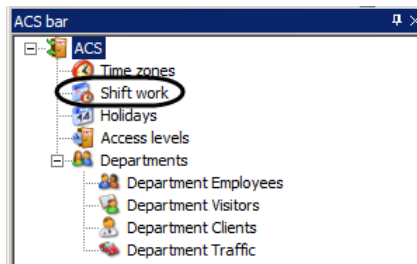 ACS bar
ACS
Time zones
Shift work
Holidays
Access levels
Departments
Department Employees
Department Visitors
Department Clients
Department Traffic